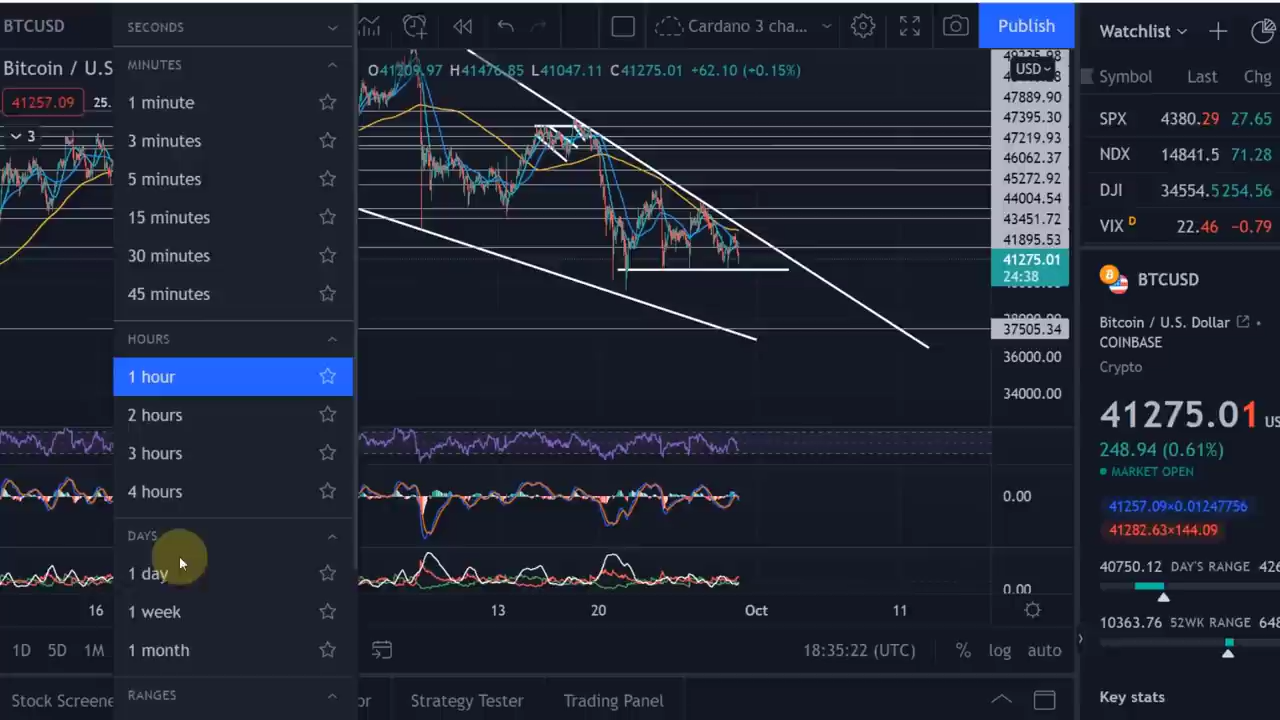 BTCUSD
Bitcoin / U.S
41257.09
25.
3
SECONDS
MINUTES
1 minute
3 minutes
5 minutes
15 minutes
30 minutes
45 minutes
HOURS
1 hour
2 hours
3 hours
4 hours
DAYS
1 day
1 week
1 month
RANGES
Cardano 3 cha...
Publish
O41209.97 H41476.85 L41047.11 C41275.01 +62.10 (+0.15%)
USD
47889.90
47395.30
47219.93
46062.37
45272.92
44004.54
43451.72
41895.53
41275.01
24:38
37505.34
36000.00
34000.00
0.00
0.00
16
13
20
Oct
11
1D 5D 1M
18:35:22 (UTC)
% log auto
Stock Screene
or
Strategy Tester
Trading Panel
Watchlist
Symbol Last Chg
SPX 4380.29 27.65
NDX 14841.5 71.28
DJI 34554.5 254.56
VIX D 22.46 −0.79
BTCUSD
Bitcoin / U.S. Dollar
COINBASE
Crypto
41275.01 US
248.94 (0.61%)
MARKET OPEN
41257.09×0.01247756
41282.63×144.09
40750.12 DAY'S RANGE 426
10363.76 52WK RANGE 648
Key stats